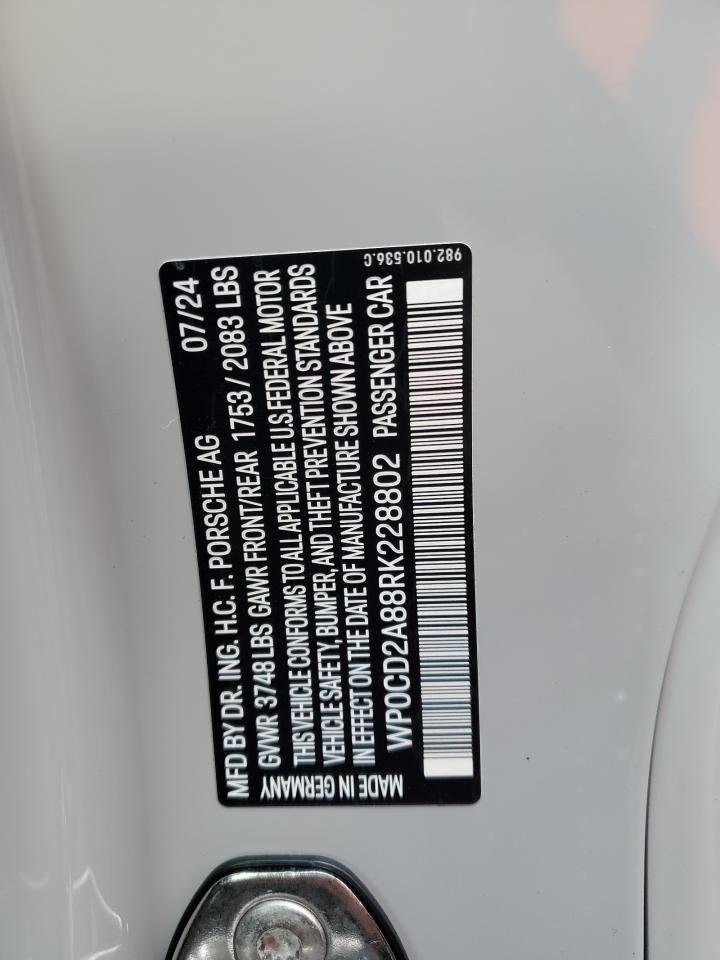 MFD BY DR. ING. H.C. F. PORSCHE AG 07/24
GVWR 3748 LBS GAWR FRONT/REAR 1753 / 2083 LBS
THIS VEHICLE CONFORMS TO ALL APPLICABLE U.S. FEDERAL MOTOR
VEHICLE SAFETY, BUMPER, AND THEFT PREVENTION STANDARDS
IN EFFECT ON THE DATE OF MANUFACTURE SHOWN ABOVE
WP0CD2A88RK228802 PASSENGER CAR
MADE IN GERMANY
982.010.536.C